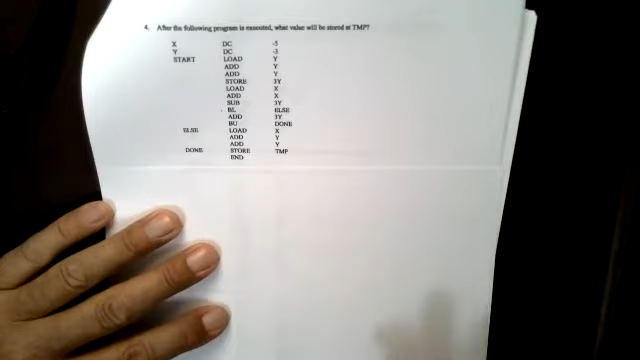 4. After the following program is executed, what value will be stored at TMP?
X DC -5
Y DC -3
START LOAD Y
ADD Y
ADD Y
STORE 3Y
LOAD X
ADD X
SUB 3Y
BL ELSE
ADD 3Y
BU DONE
ELSE LOAD X
ADD Y
ADD Y
DONE STORE TMP
END